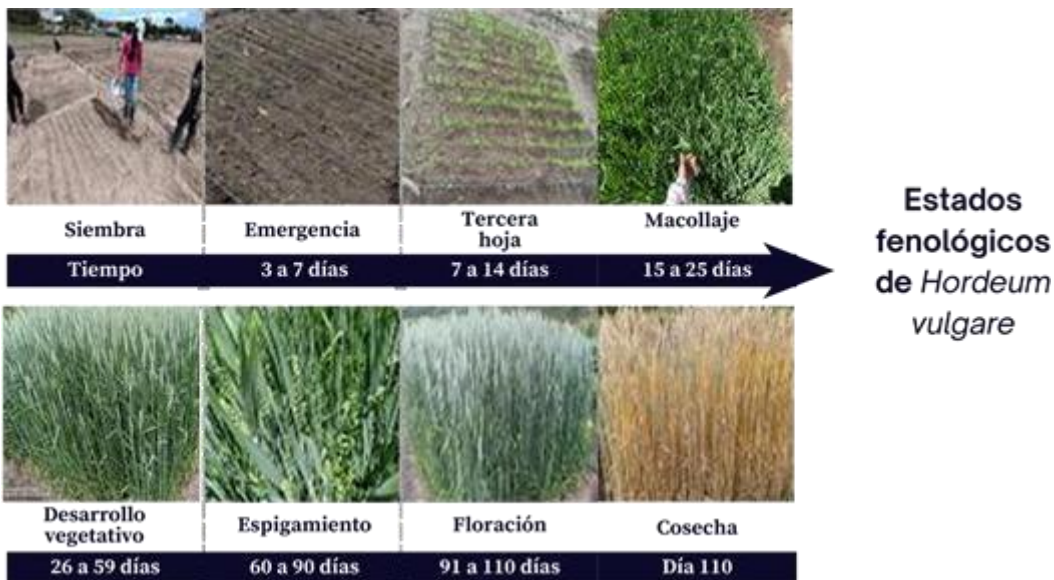 Siembra
Emergencia
Tercera
hoja
Macollaje
Tiempo
3 a 7 días
7 a 14 días
15 a 25 días
Estados
fenológicos
de Hordeum
vulgare
Desarrollo
vegetativo
Espigamiento
Floración
Cosecha
26 a 59 días
60 a 90 días
91 a 110 días
Día 110